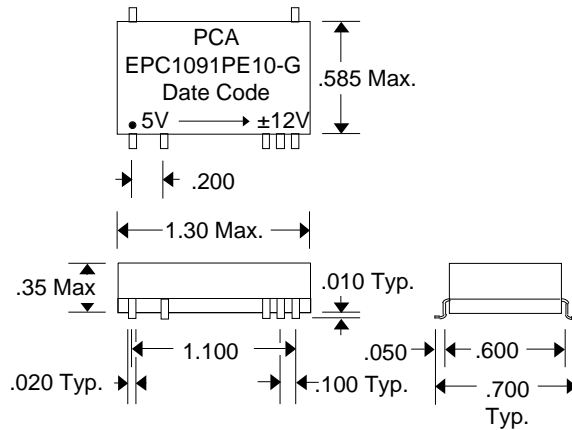 PCA
EPC1091PE10-G
Date Code
5V ±12V
.585 Max.
.200
1.30 Max.
.35 Max
.010 Typ.
1.100
.050
.600
.020 Typ.
.100 Typ.
.700
Typ.